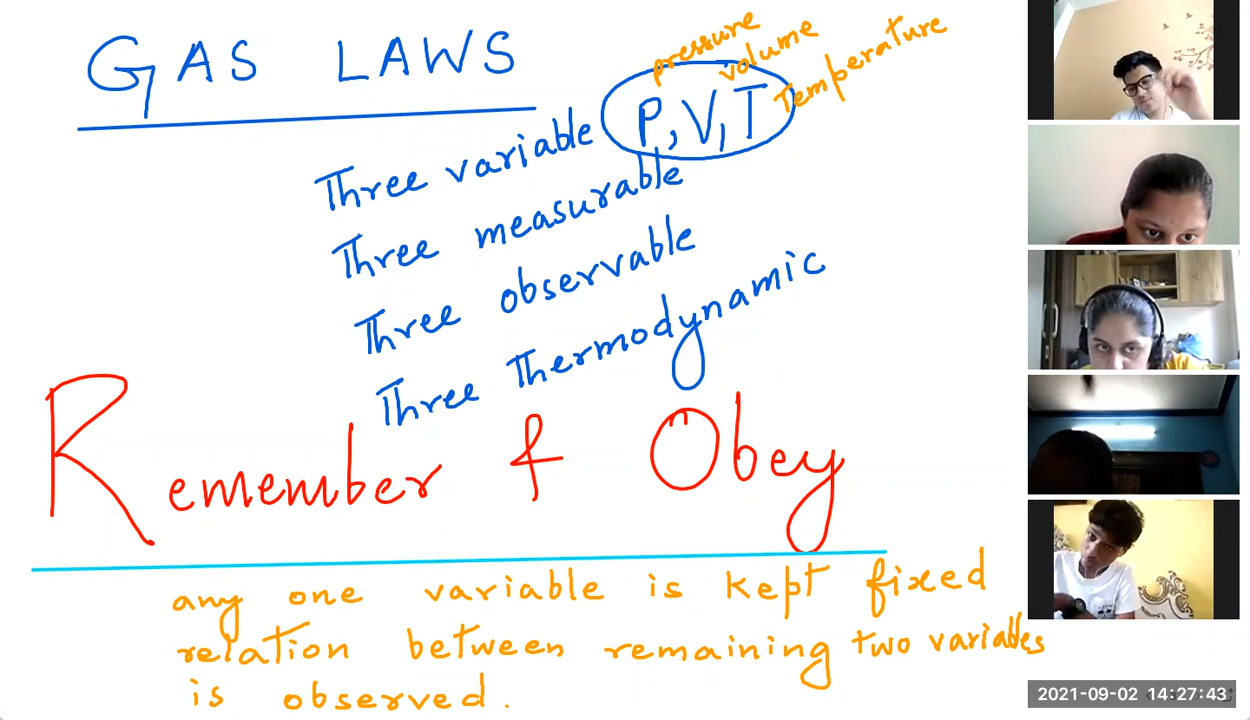 GAS LAWS
pressure
volume
Temperature
Three variable P, V, T
Three measurable
Three observable
Three Thermodynamic
Remember & Obey
any one variable is kept fixed
relation between remaining two variables
is observed.
2021-09-02 14:27:43